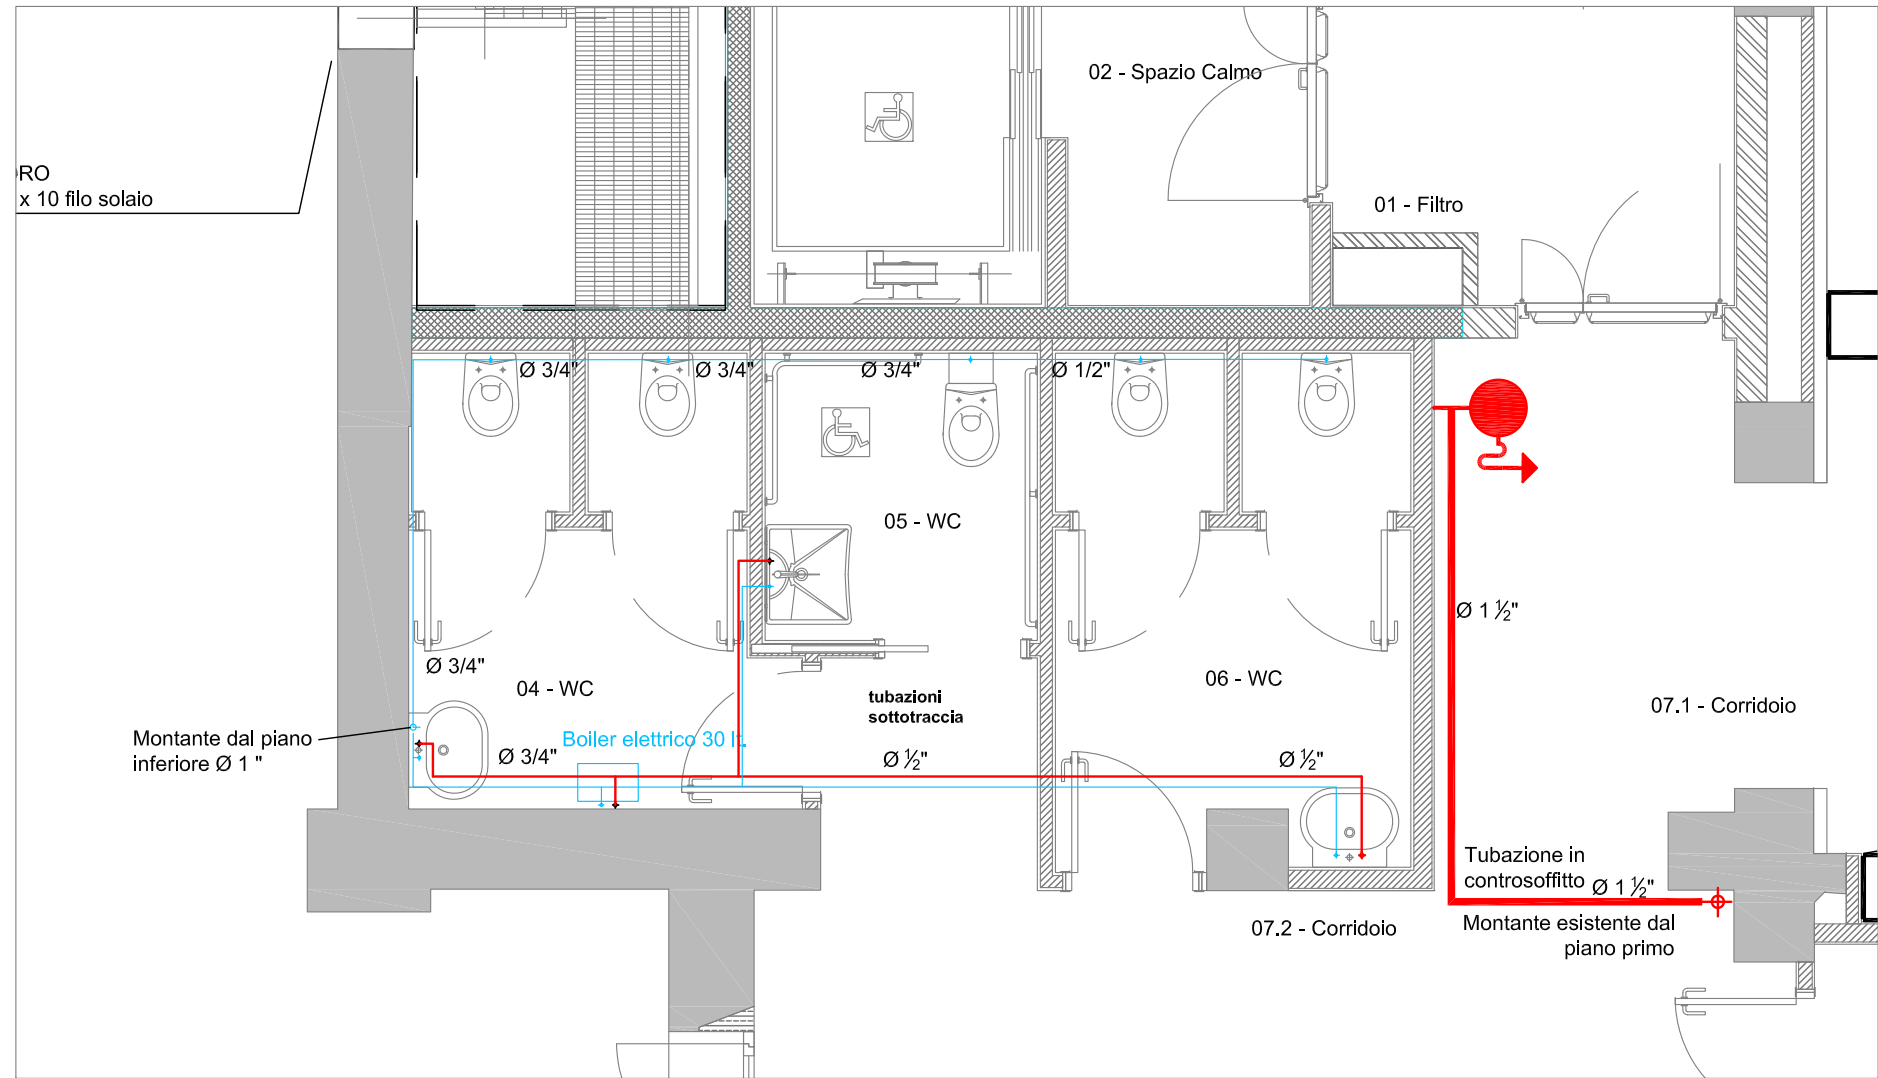 02 - Spazio Calmo
RO
x 10 filo solaio
01 - Filtro
Ø 3/4"
Ø 3/4"
Ø 3/4"
Ø 1/2"
05 - WC
Ø 1 ½"
Ø 3/4"
04 - WC
06 - WC
tubazioni
sottotraccia
07.1 - Corridoio
Montante dal piano
inferiore Ø 1 "
Boiler elettrico 30 lt.
Ø 3/4"
Ø ½"
Ø ½"
Tubazione in
controsoffitto
Ø 1 ½"
07.2 - Corridoio
Montante esistente dal
piano primo